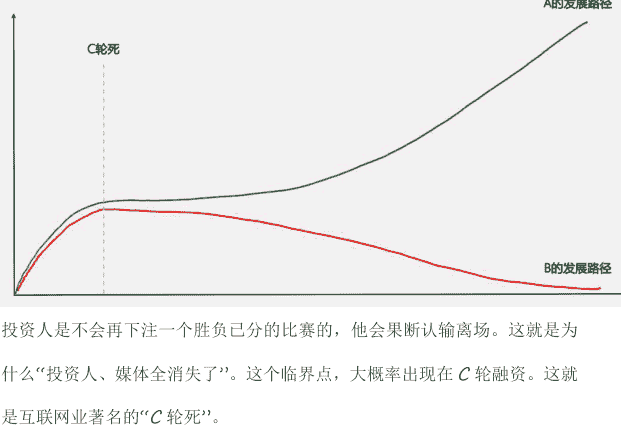 A的发展路径
C轮死
B的发展路径
投资人是不会再下注一个胜负已分的比赛的，他会果断认输离场。这就是为
什么“投资人、媒体全消失了”。这个临界点，大概率出现在 C 轮融资。这就
是互联网业著名的“C 轮死”。